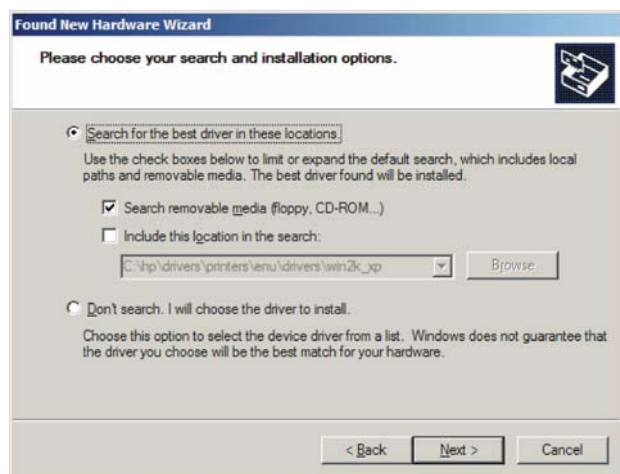 Found New Hardware Wizard
Please choose your search and installation options.
Search for the best driver in these locations.
Use the check boxes below to limit or expand the default search, which includes local
paths and removable media. The best driver found will be installed.
Search removable media (floppy, CD-ROM...)
Include this location in the search:
C:\hp\drivers\printers\enu\drivers\win2k_xp
Browse
Don't search. I will choose the driver to install.
Choose this option to select the device driver from a list. Windows does not guarantee that
the driver you choose will be the best match for your hardware.
< Back Next > Cancel